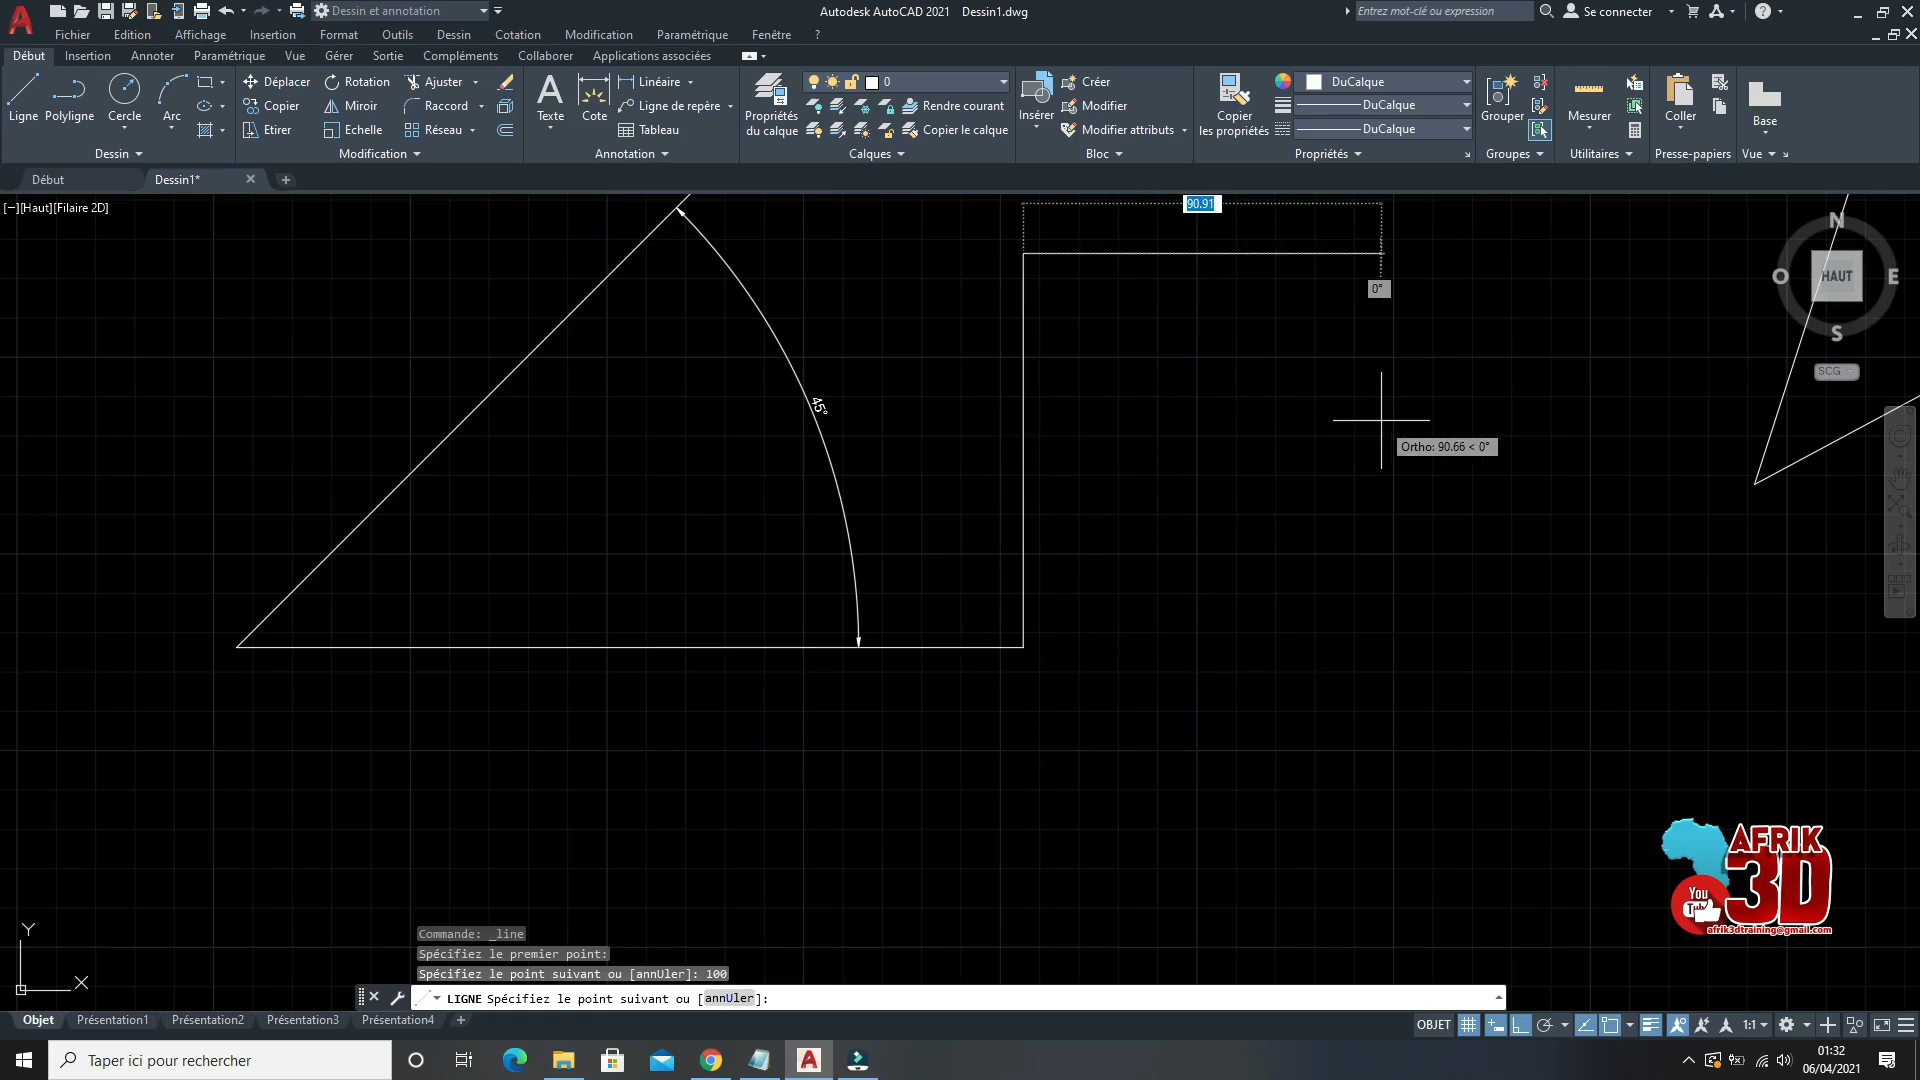 Dessin et annotation
Autodesk AutoCAD 2021 Dessin1.dwg
Entrez mot-clé ou expression
Se connecter
Fichier Edition Affichage Insertion Format Outils Dessin Cotation Modification Paramétrique Fenêtre ?
Début Insertion Annoter Paramétrique Vue Gérer Sortie Compléments Collaborer Applications associées
Ligne Polyligne Cercle Arc
Déplacer Rotation Ajuster
Copier Miroir Raccord
Etirer Echelle Réseau
Texte Cote
Linéaire
Ligne de repère
Tableau
Propriétés
du calque
0
Rendre courant
Copier le calque
Insérer
Créer
Modifier
Modifier attributs
Copier
les propriétés
DuCalque
DuCalque
DuCalque
Grouper
Mesurer
Coller
Base
Dessin Modification Annotation Calques Bloc Propriétés Groupes Utilitaires Presse-papiers Vue
Début Dessin1*
[−][Haut][Filaire 2D]
90.91
0°
45°
Ortho: 90.66 < 0°
N
O HAUT E
S
SCG
AFRIK
3D
You
Tube
afrik3dtraining@gmail.com
Y
X
Commande: _line
Spécifiez le premier point:
Spécifiez le point suivant ou [annUler]: 100
LIGNE Spécifiez le point suivant ou [annUler]:
Objet Présentation1 Présentation2 Présentation3 Présentation4 +
OBJET
1:1
Taper ici pour rechercher
01:32
06/04/2021